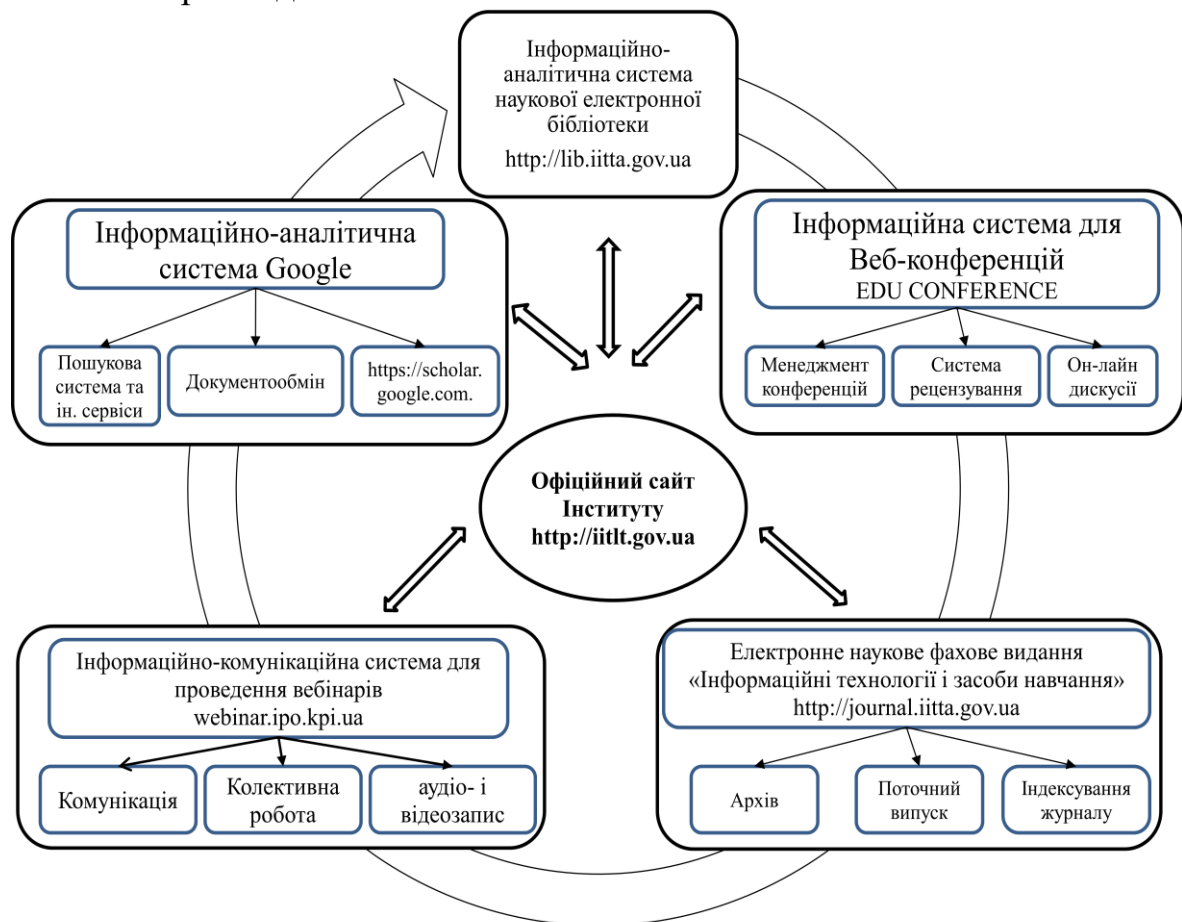 Інформаційно-
аналітична система
наукової електронної
бібліотеки
http://lib.iitta.gov.ua
Інформаційно-аналітична
система Google
Пошукова
система та
ін. сервіси
Документообмін
https://scholar.
google.com.
Інформаційна система для
Веб-конференцій
EDU CONFERENCE
Менеджмент
конференцій
Система
рецензування
Он-лайн
дискусії
Офіційний сайт
Інституту
http://iitlt.gov.ua
Інформаційно-комунікаційна система для
проведення вебінарів
webinar.ipo.kpi.ua
Комунікація
Колективна
робота
аудіо- і
відеозапис
Електронне наукове фахове видання
«Інформаційні технології і засоби навчання»
http://journal.iitta.gov.ua
Архів
Поточний
випуск
Індексування
журналу